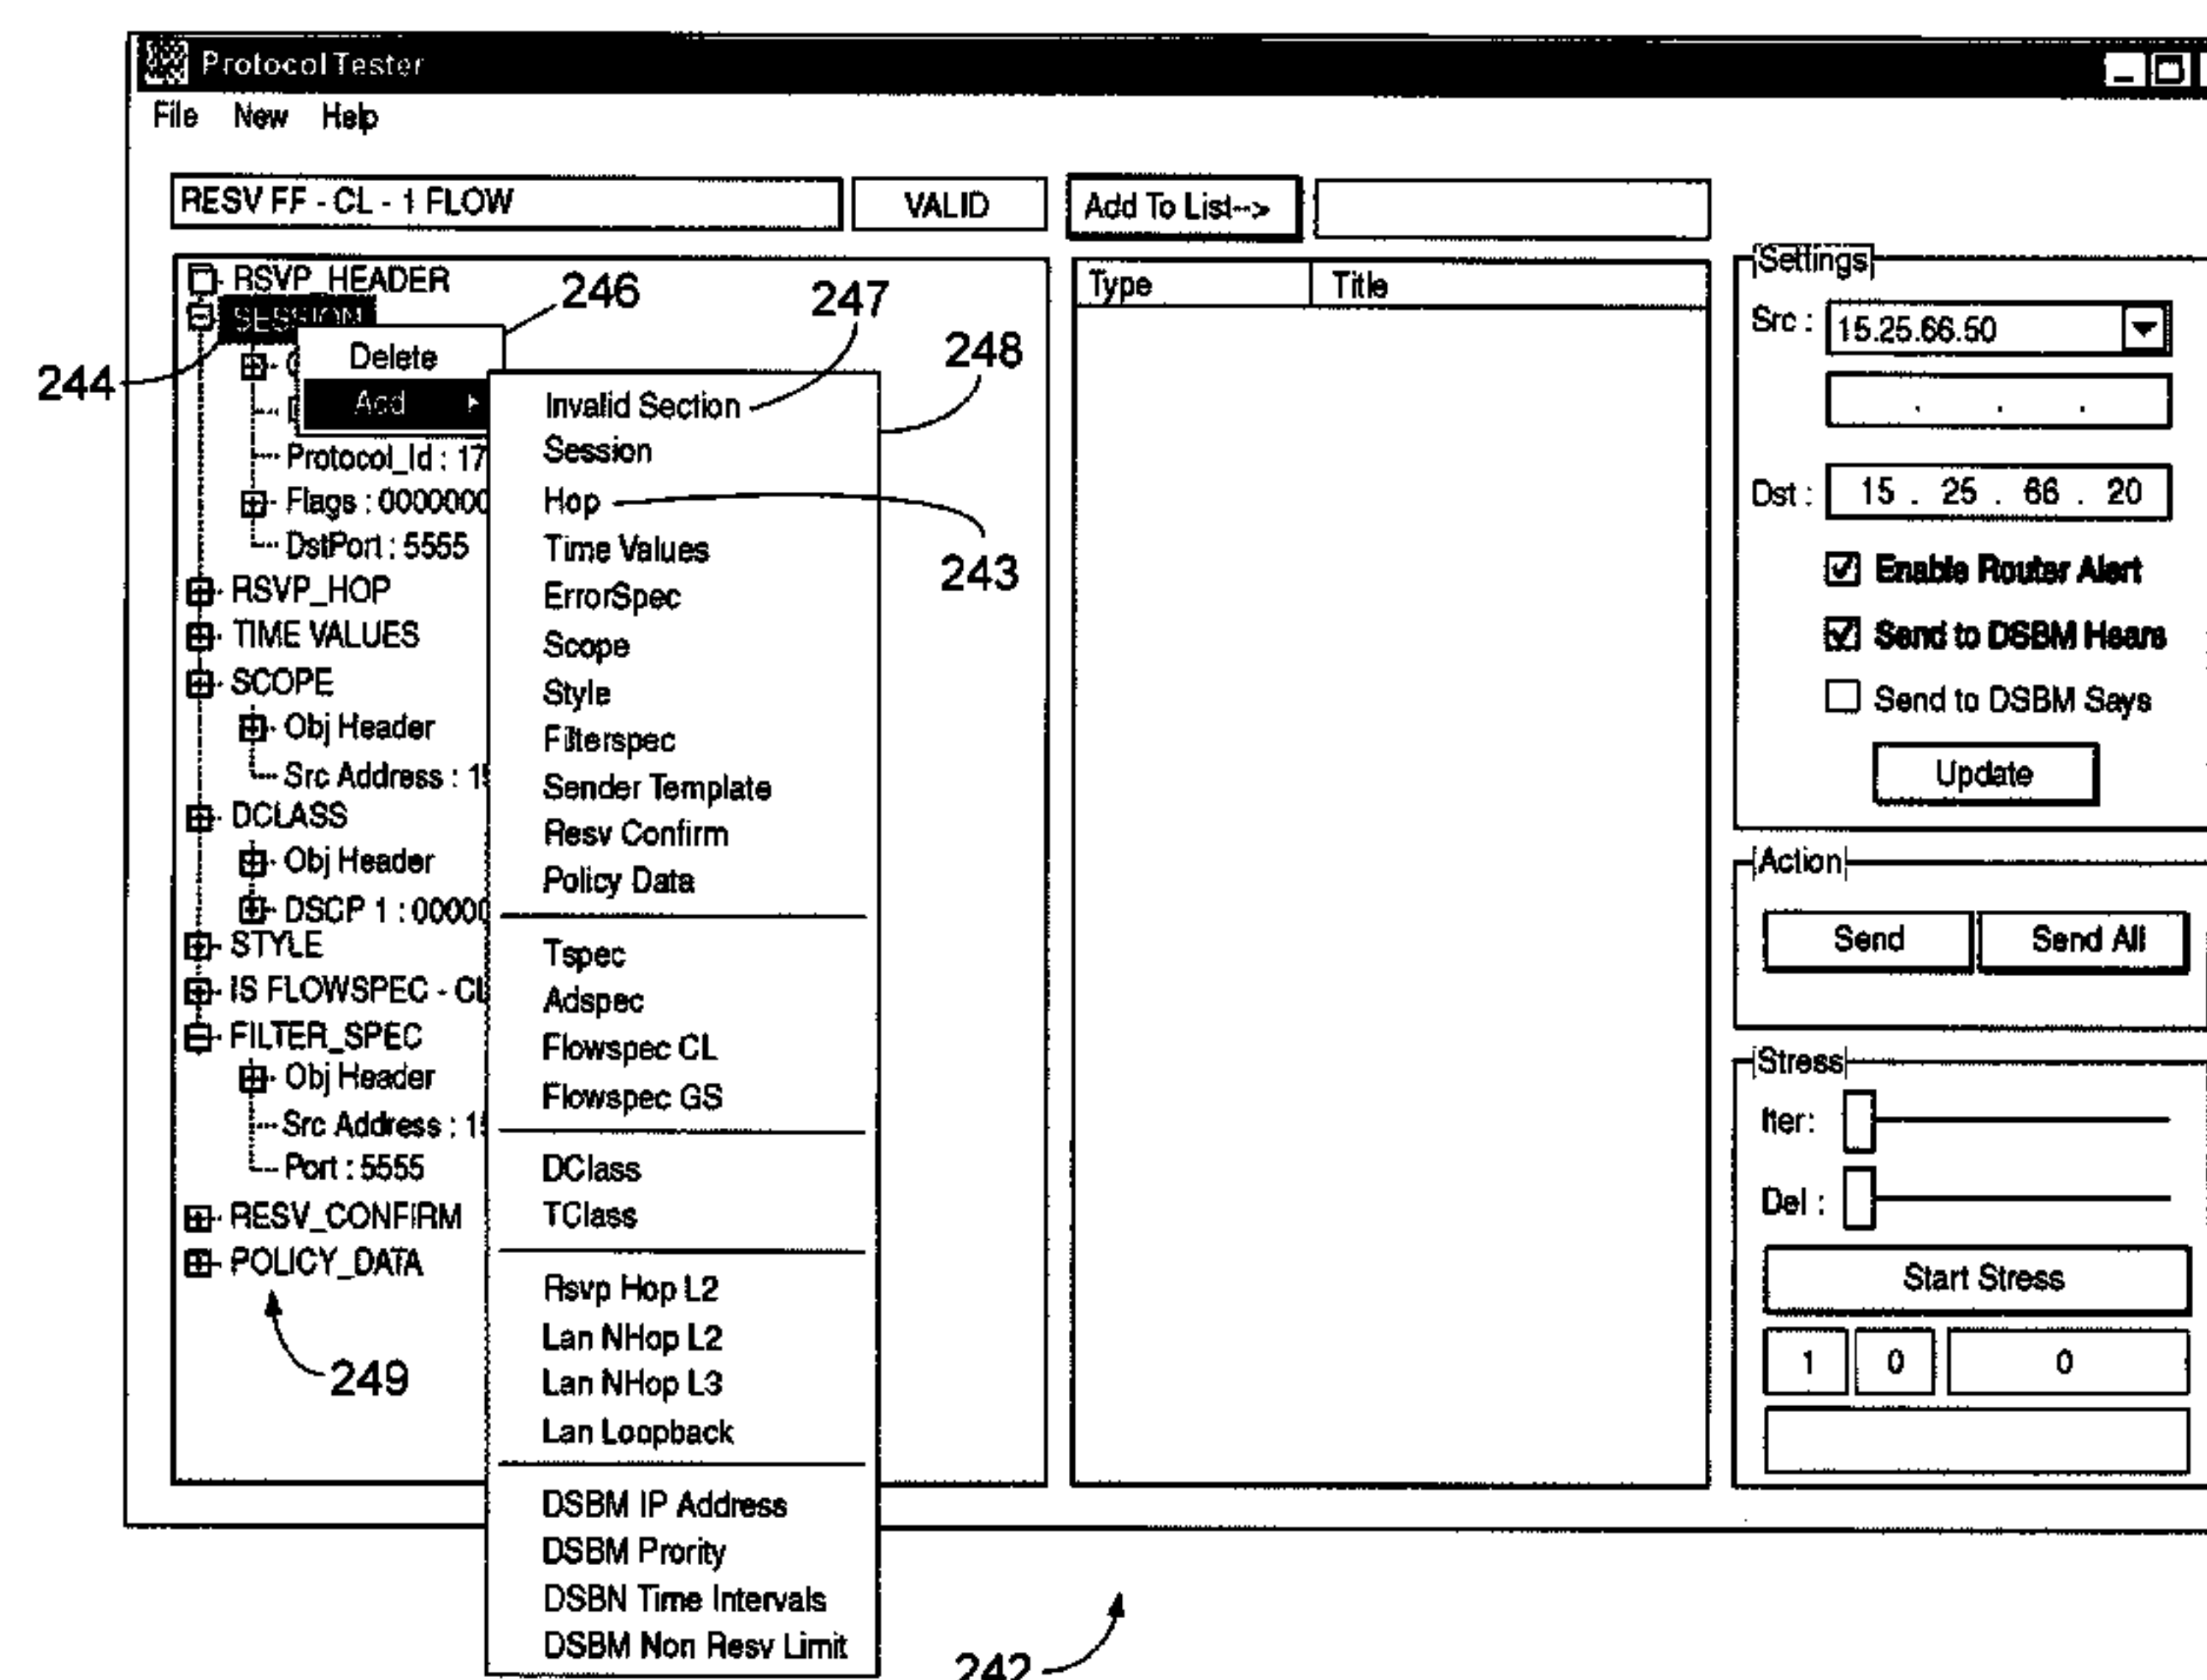 Protocol Tester
File New Help
RESV FF - CL - 1 FLOW
VALID
Add To List-->
RSVP_HEADER
SESSION
Protocol_Id : 17
Flags : 0000000
DstPort : 5555
RSVP_HOP
TIME VALUES
SCOPE
Obj Header
Src Address : 1
DCLASS
Obj Header
DSCP 1 : 00000
STYLE
IS FLOWSPEC - CL
FILTER_SPEC
Obj Header
Src Address : 1
Port : 5555
RESV_CONFIRM
POLICY_DATA
244
246
247
248
243
249
242
Delete
Add
Invalid Section
Session
Hop
Time Values
ErrorSpec
Scope
Style
Filterspec
Sender Template
Resv Confirm
Policy Data
Tspec
Adspec
Flowspec CL
Flowspec GS
DClass
TClass
Rsvp Hop L2
Lan NHop L2
Lan NHop L3
Lan Loopback
DSBM IP Address
DSBM Prority
DSBN Time Intervals
DSBM Non Resv Limit
Type Title
Settings
Src : 15.25.66.50
. . .
Dst : 15 . 25 . 66 . 20
Enable Router Alert
Send to DSBM Hears
Send to DSBM Says
Update
Action
Send Send All
Stress
Iter:
Del :
Start Stress
1 0 0